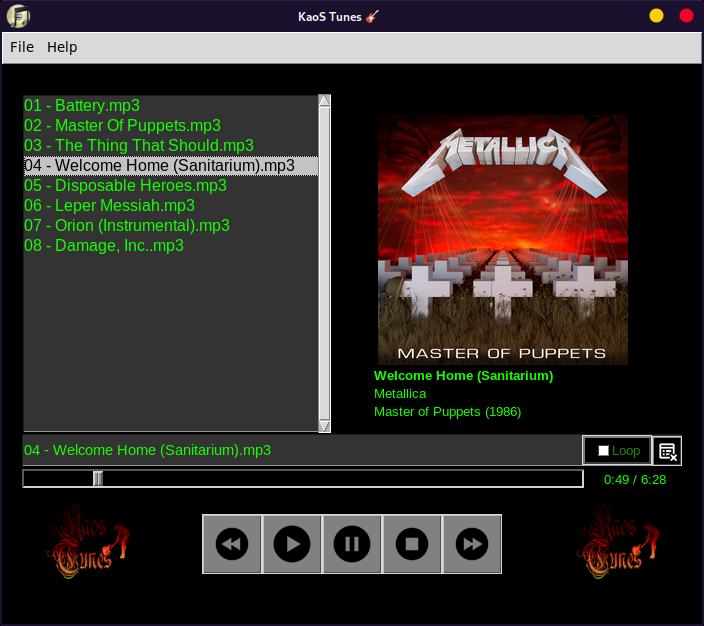 KaoS Tunes 🎸
File Help
01 - Battery.mp3
02 - Master Of Puppets.mp3
03 - The Thing That Should.mp3
04 - Welcome Home (Sanitarium).mp3
05 - Disposable Heroes.mp3
06 - Leper Messiah.mp3
07 - Orion (Instrumental).mp3
08 - Damage, Inc..mp3
METALLICA
MASTER OF PUPPETS
Welcome Home (Sanitarium)
Metallica
Master of Puppets (1986)
04 - Welcome Home (Sanitarium).mp3
Loop
0:49 / 6:28
Kaos
Tunes
Kaos
Tunes